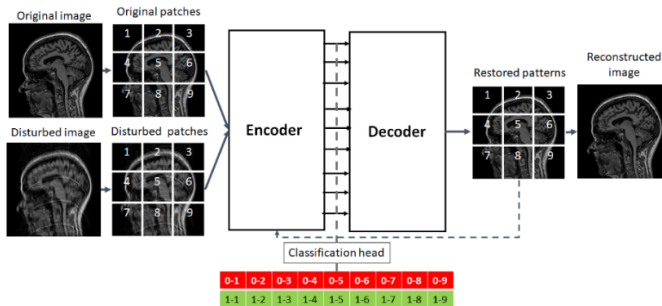 Original image
Original patches
1 2 3
4 5 6
7 8 9
Disturbed image
Disturbed patches
1 2 3
4 5 6
7 8 9
Encoder
Decoder
Restored patterns
1 2 3
4 5 6
7 8 9
Reconstructed
image
Classification head
0-1 0-2 0-3 0-4 0-5 0-6 0-7 0-8 0-9
1-1 1-2 1-3 1-4 1-5 1-6 1-7 1-8 1-9